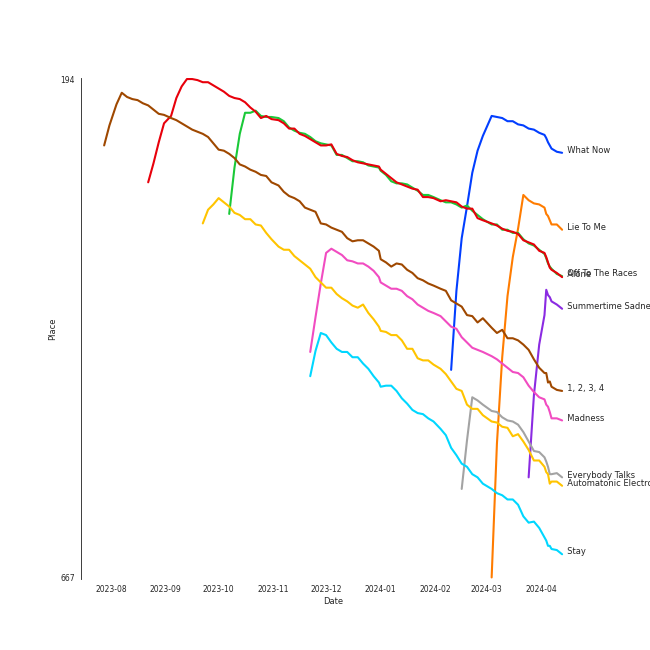 194
What Now
Lie To Me
Off To The Races
Alone
Summertime Sadne
Place
1, 2, 3, 4
Madness
Everybody Talks
Automatonic Electro
Stay
667
2023-08 2023-09 2023-10 2023-11 2023-12 2024-01 2024-02 2024-03 2024-04
Date